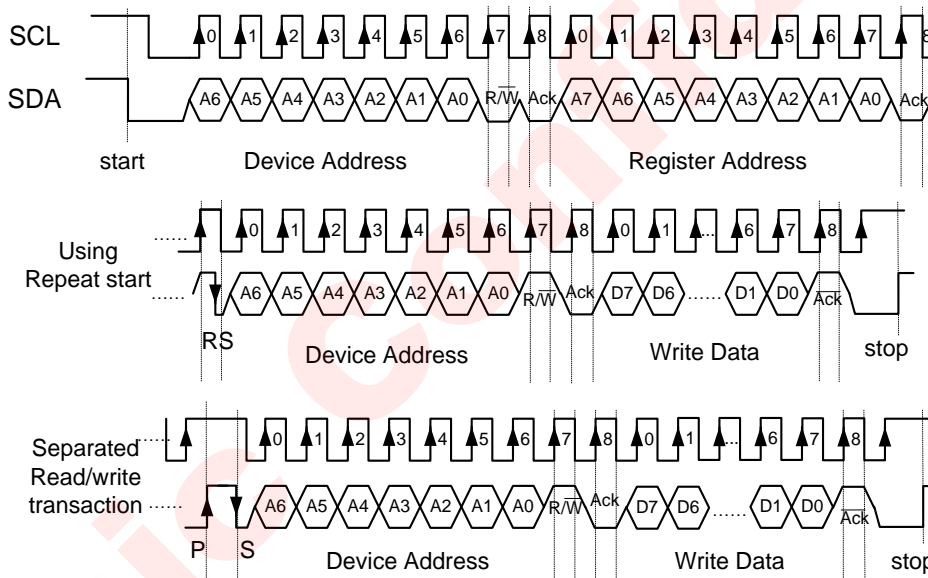 SCL 0 1 2 3 4 5 6 7 8 0 1 2 3 4 5 6 7 8
SDA A6 A5 A4 A3 A2 A1 A0 R/W̅ Ack A7 A6 A5 A4 A3 A2 A1 A0 Ack
start Device Address Register Address
Using Repeat start
...... 0 1 2 3 4 5 6 7 8 0 1 ... 6 7 8
...... A6 A5 A4 A3 A2 A1 A0 R/W̅ Ack D7 D6 ...... D1 D0 A̅c̅k̅
RS Device Address Write Data stop
Separated Read/write transaction
...... 0 1 2 3 4 5 6 7 8 0 1 ... 6 7 8
...... A6 A5 A4 A3 A2 A1 A0 R/W̅ Ack D7 D6 ...... D1 D0 A̅c̅k̅
P S Device Address Write Data stop
ic confid